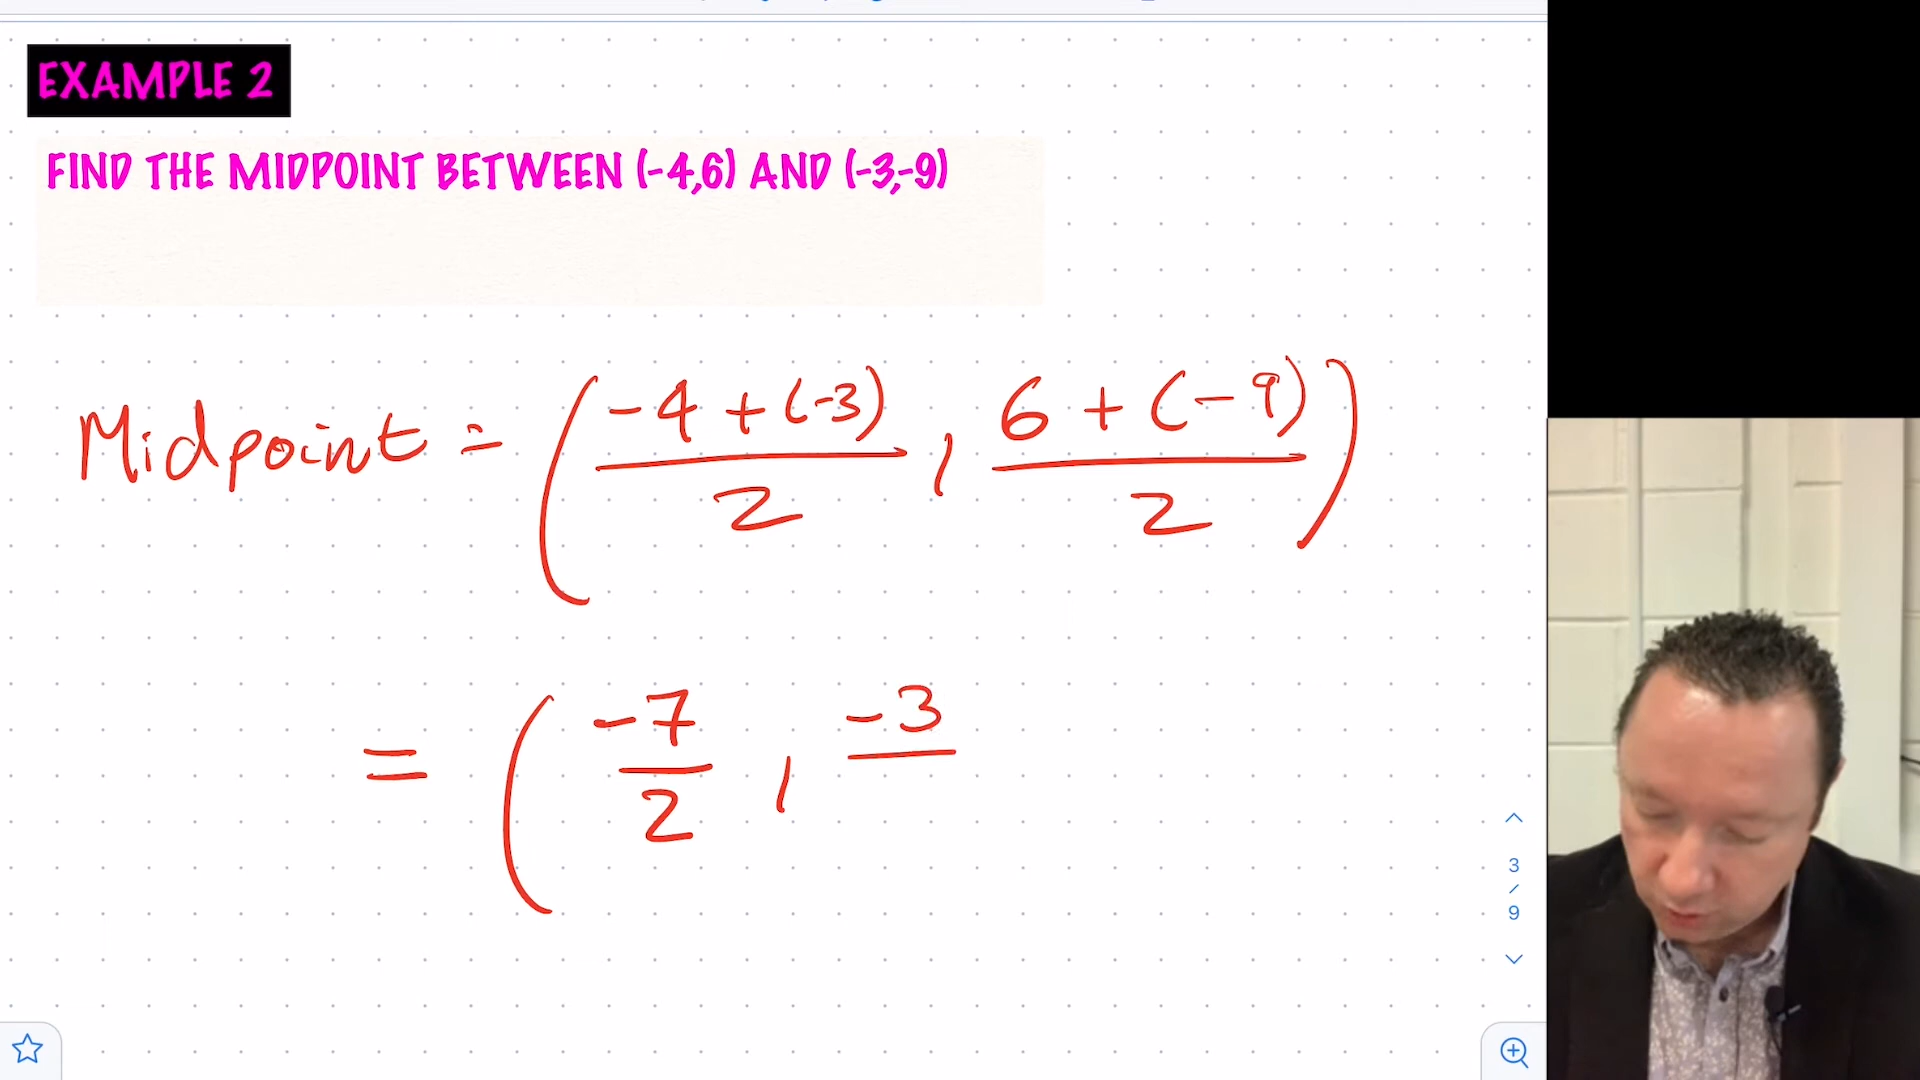 EXAMPLE 2
FIND THE MIDPOINT BETWEEN (-4,6) AND (-3,-9)
Midpoint = ( -4 + (-3) / 2 , 6 + (-9) / 2 )
= ( -7 / 2 , -3
3
/
9